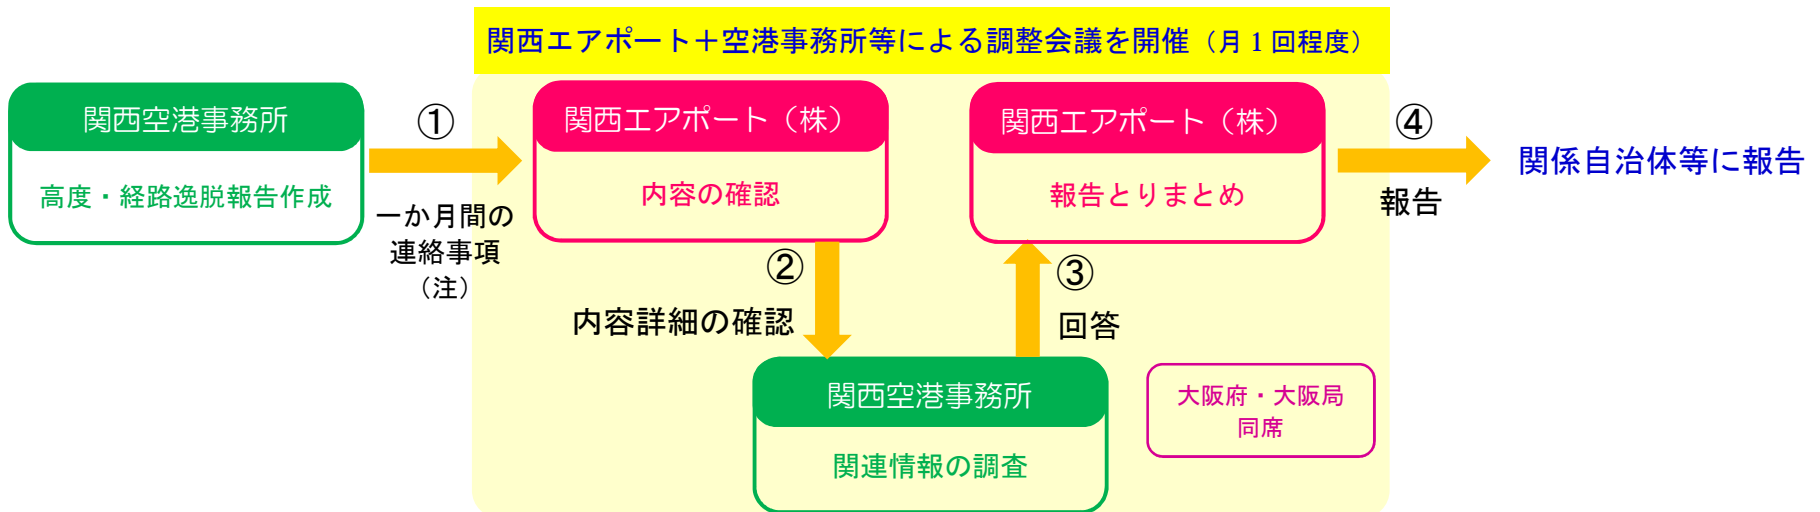 関西エアポート＋空港事務所等による調整会議を開催（月１回程度）
関西空港事務所
高度・経路逸脱報告作成
①
一か月間の
連絡事項
（注）
関西エアポート（株）
内容の確認
②
内容詳細の確認
関西空港事務所
関連情報の調査
③
回答
関西エアポート（株）
報告とりまとめ
大阪府・大阪局
同席
④
報告
関係自治体等に報告